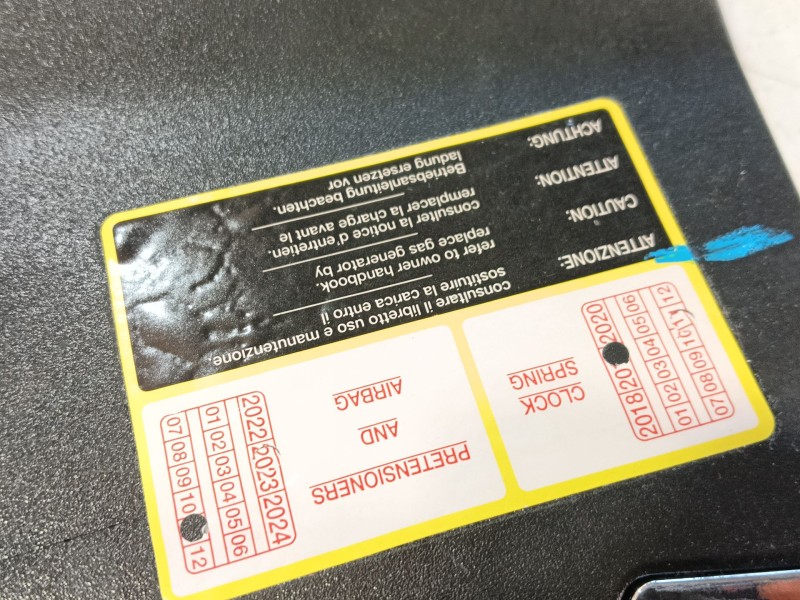 2018 20 2020
01 02 03 04 05 06
07 08 09 10 11 12
CLOCK
SPRING
PRETENSIONERS
AND
AIRBAG
2022 2023 2024
01 02 03 04 05 06
07 08 09 10 12
ATTENZIONE: consultare il libretto uso e manutenzione.
sostituire la carica entro il
CAUTION: refer to owner handbook.
replace gas generator by
ATTENTION: consulter la notice d'entretien.
remplacer la charge avant le
ACHTUNG: Betriebsanleitung beachten.
ladung ersetzen vor